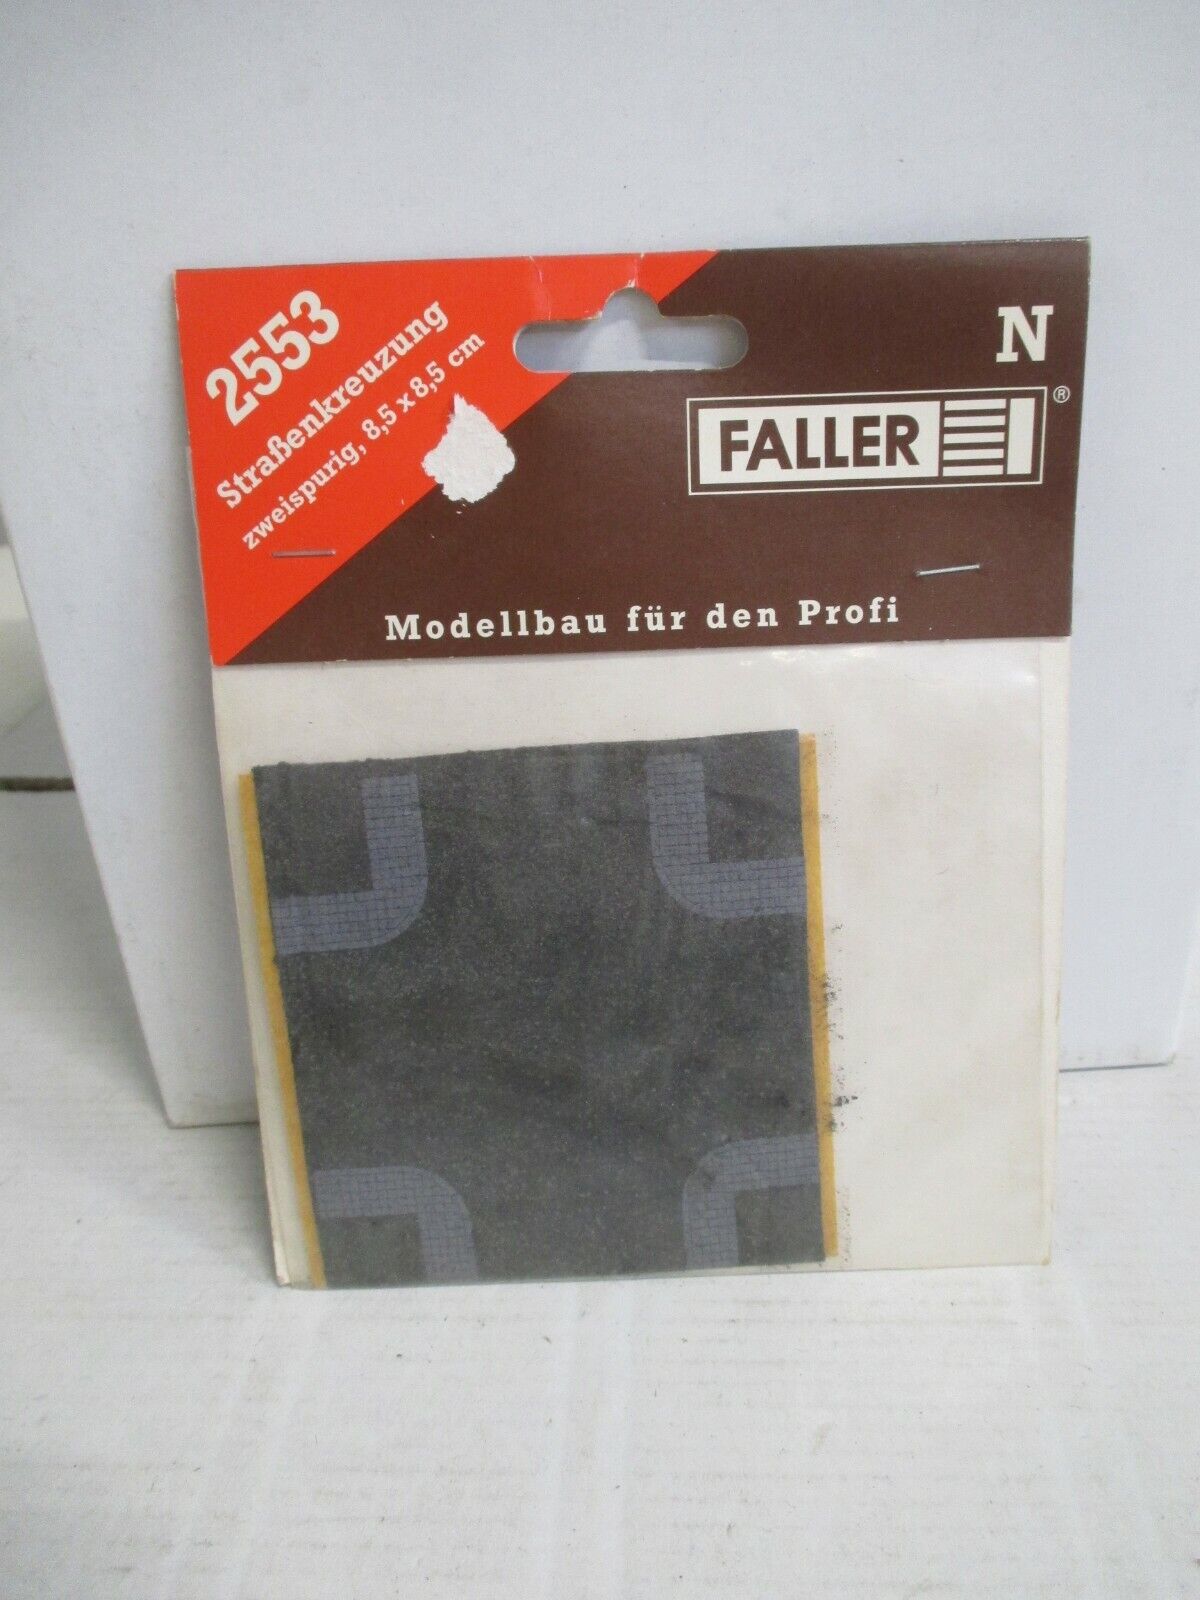 2553
Straßenkreuzung
zweispurig, 8,5 x 8,5 cm
N
FALLER ®
Modellbau für den Profi